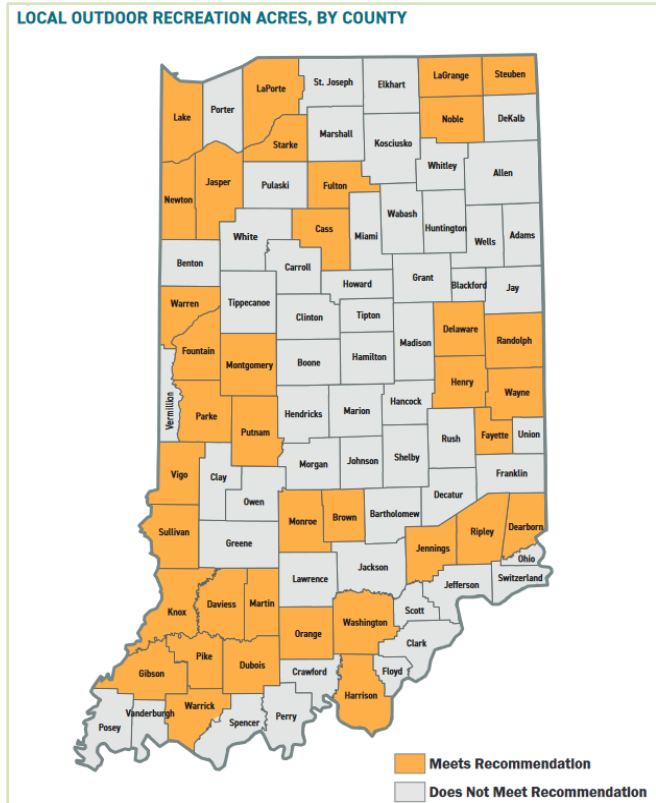 LOCAL OUTDOOR RECREATION ACRES, BY COUNTY
St. Joseph
Elkhart
LaGrange
Steuben
LaPorte
Porter
Lake
Noble
DeKalb
Marshall
Starke
Kosciusko
Whitley
Allen
Jasper
Newton
Pulaski
Fulton
Wabash
Huntington
White
Cass
Miami
Wells
Adams
Benton
Carroll
Howard
Grant
Blackford
Jay
Warren
Tippecanoe
Clinton
Tipton
Madison
Delaware
Randolph
Fountain
Montgomery
Boone
Hamilton
Henry
Wayne
Vermillion
Parke
Putnam
Hendricks
Marion
Hancock
Rush
Fayette
Union
Vigo
Clay
Morgan
Johnson
Shelby
Franklin
Owen
Decatur
Sullivan
Monroe
Brown
Bartholomew
Greene
Jennings
Ripley
Dearborn
Ohio
Lawrence
Jackson
Jefferson
Switzerland
Knox
Daviess
Martin
Scott
Orange
Washington
Clark
Gibson
Pike
Dubois
Crawford
Floyd
Harrison
Warrick
Posey
Vanderburgh
Spencer
Perry
Meets Recommendation
Does Not Meet Recommendation